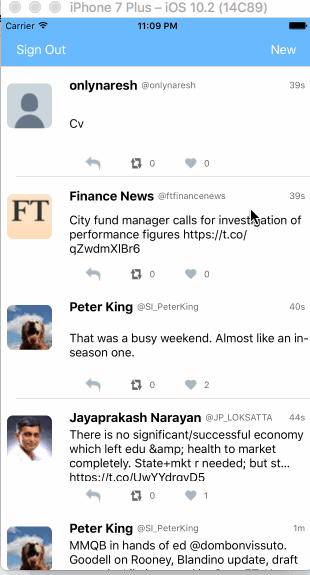 iPhone 7 Plus – iOS 10.2 (14C89)
Carrier 11:09 PM
Sign Out New
onlynaresh @onlynaresh 39s
Cv
0 0
FT
Finance News @ftfinancenews 39s
City fund manager calls for investigation of
performance figures https://t.co/
qZwdmXlBr6
0 0
Peter King @SI_PeterKing 40s
That was a busy weekend. Almost like an in-
season one.
0 2
Jayaprakash Narayan @JP_LOKSATTA 44s
There is no significant/successful economy
which left edu &amp; health to market
completely. State+mkt r needed; but st...
https://t.co/UwYYdrgvD5
0 1
Peter King @SI_PeterKing 1m
MMQB in hands of ed @dombonvissuto.
Goodell on Rooney, Blandino update, draft